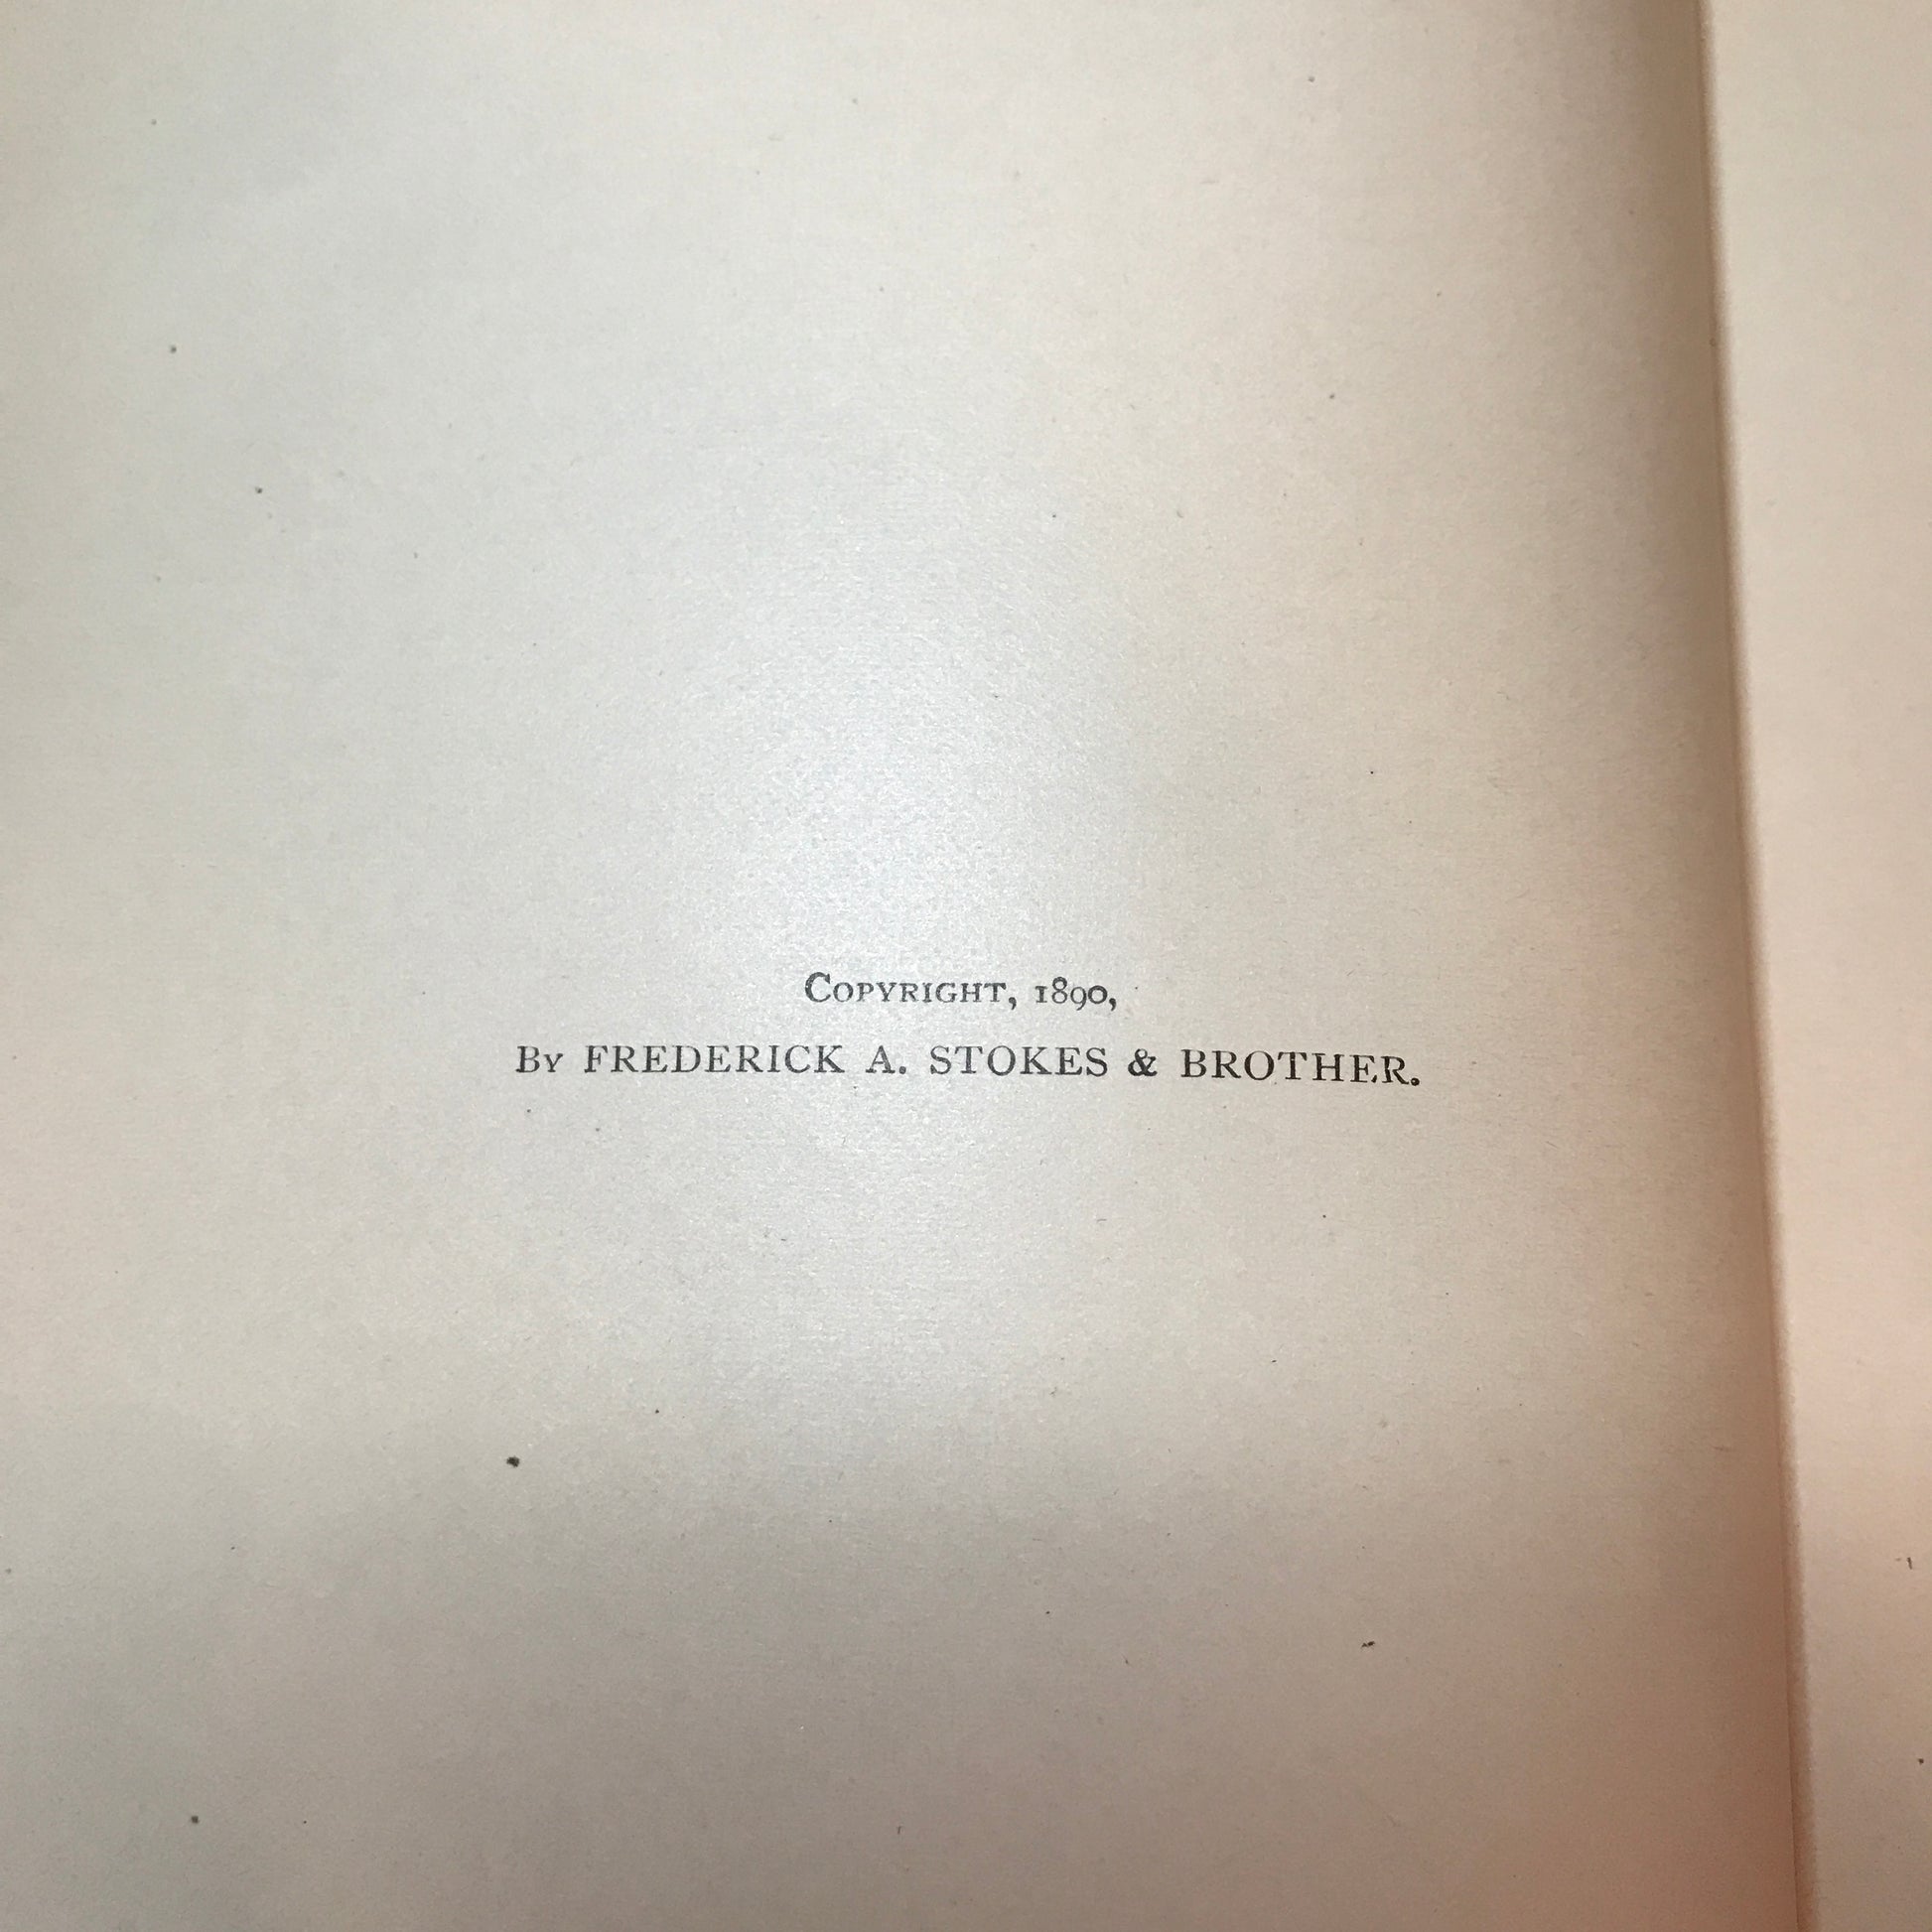 Copyright, 1890,
By FREDERICK A. STOKES & BROTHER.